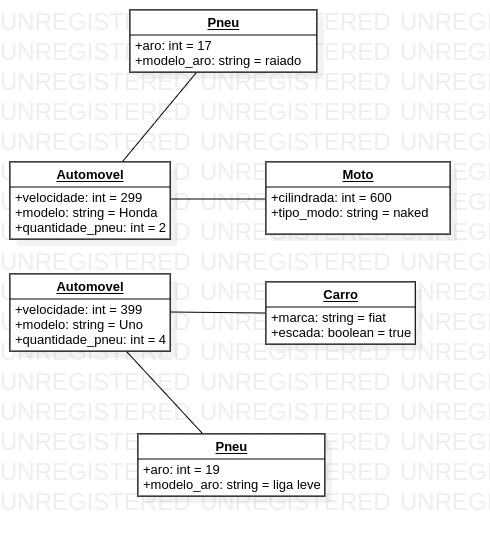 Pneu
+aro: int = 17
+modelo_aro: string = raiado
Automovel
+velocidade: int = 299
+modelo: string = Honda
+quantidade_pneu: int = 2
Moto
+cilindrada: int = 600
+tipo_modo: string = naked
Automovel
+velocidade: int = 399
+modelo: string = Uno
+quantidade_pneu: int = 4
Carro
+marca: string = fiat
+escada: boolean = true
Pneu
+aro: int = 19
+modelo_aro: string = liga leve
UNREGISTERED